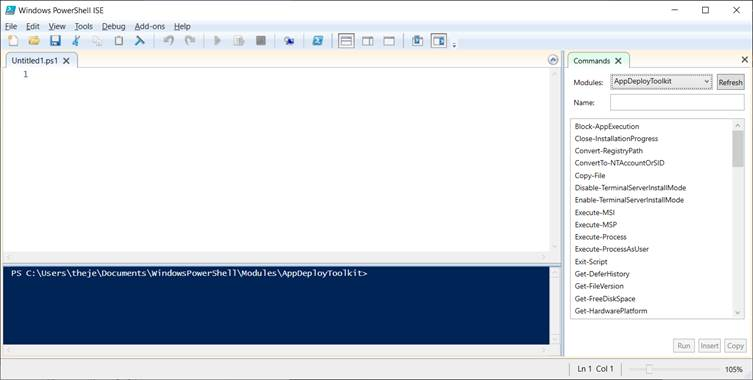 Windows PowerShell ISE
File Edit View Tools Debug Add-ons Help
Untitled1.ps1
1
PS C:\Users\theje\Documents\WindowsPowerShell\Modules\AppDeployToolkit>
Commands
Modules: AppDeployToolkit Refresh
Name:
Block-AppExecution
Close-InstallationProgress
Convert-RegistryPath
ConvertTo-NTAccountOrSID
Copy-File
Disable-TerminalServerInstallMode
Enable-TerminalServerInstallMode
Execute-MSI
Execute-MSP
Execute-Process
Execute-ProcessAsUser
Exit-Script
Get-DeferHistory
Get-FileVersion
Get-FreeDiskSpace
Get-HardwarePlatform
Run Insert Copy
Ln 1 Col 1 105%